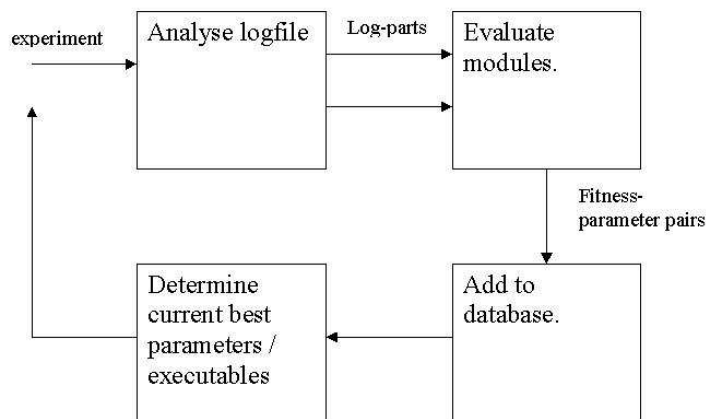 experiment
Analyse logfile
Log-parts
Evaluate
modules.
Fitness-
parameter pairs
Determine
current best
parameters /
executables
Add to
database.